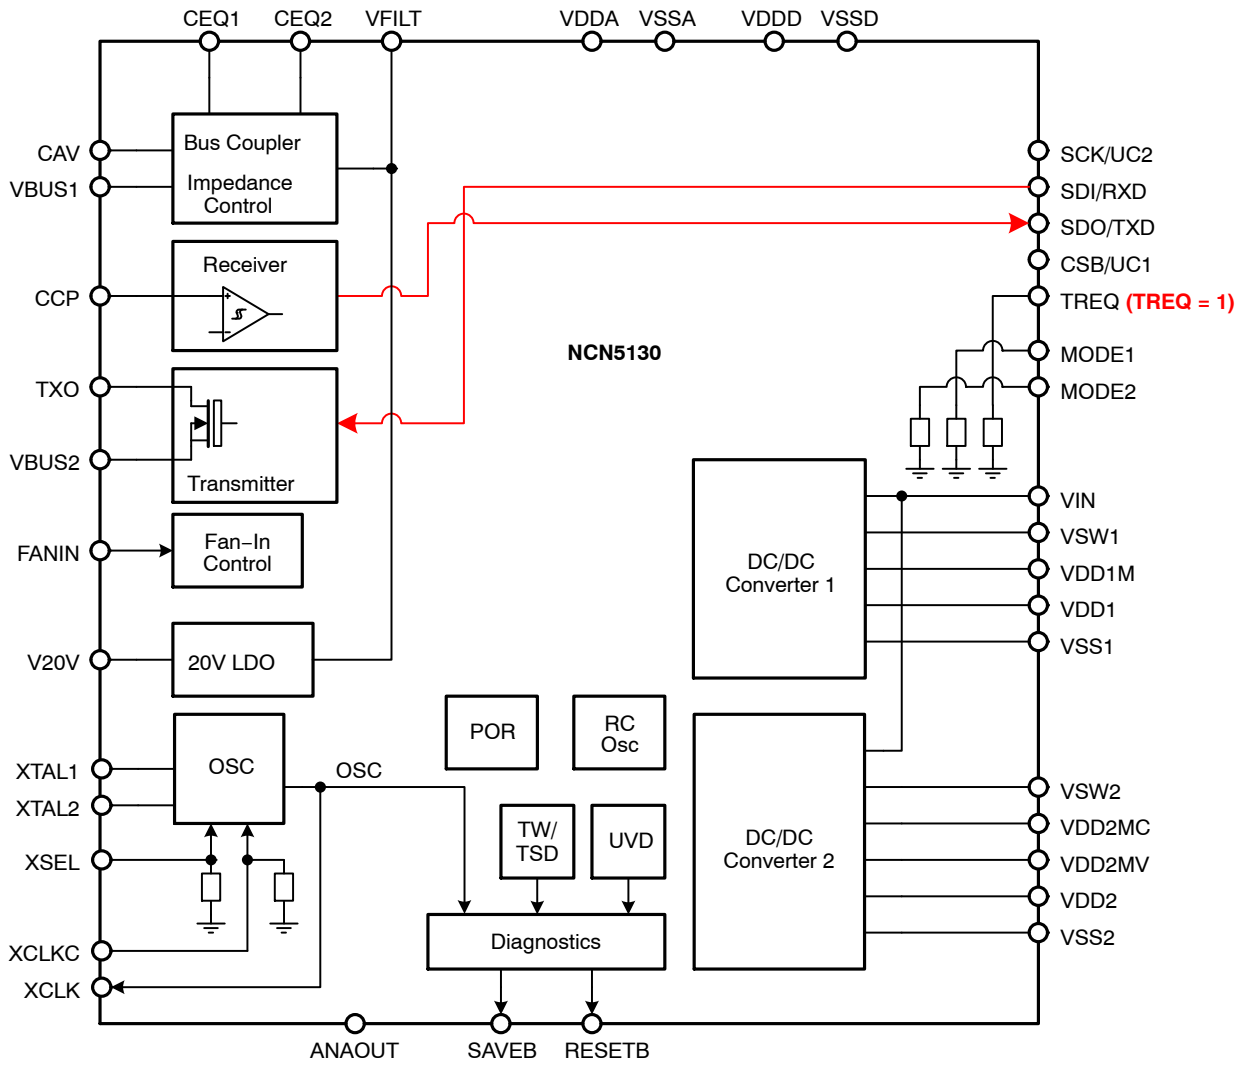 CEQ1
CEQ2
VFILT
VDDA
VSSA
VDDD
VSSD
CAV
VBUS1
Bus Coupler
Impedance
Control
SCK/UC2
SDI/RXD
SDO/TXD
CSB/UC1
TREQ (TREQ = 1)
MODE1
MODE2
CCP
Receiver
+
NCN5130
TXO
VBUS2
Transmitter
FANIN
Fan−In
Control
V20V
20V LDO
DC/DC
Converter 1
VIN
VSW1
VDD1M
VDD1
VSS1
POR
RC
Osc
XTAL1
XTAL2
OSC
OSC
XSEL
XCLKC
XCLK
TW/
TSD
UVD
Diagnostics
DC/DC
Converter 2
VSW2
VDD2MC
VDD2MV
VDD2
VSS2
ANAOUT
SAVEB
RESETB